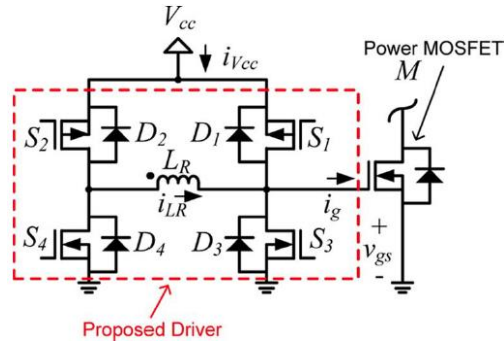 Vcc
iVcc
Power MOSFET
M
S2
D2
D1
S1
LR
iLR
ig
S4
D4
D3
S3
+
vgs
-
Proposed Driver